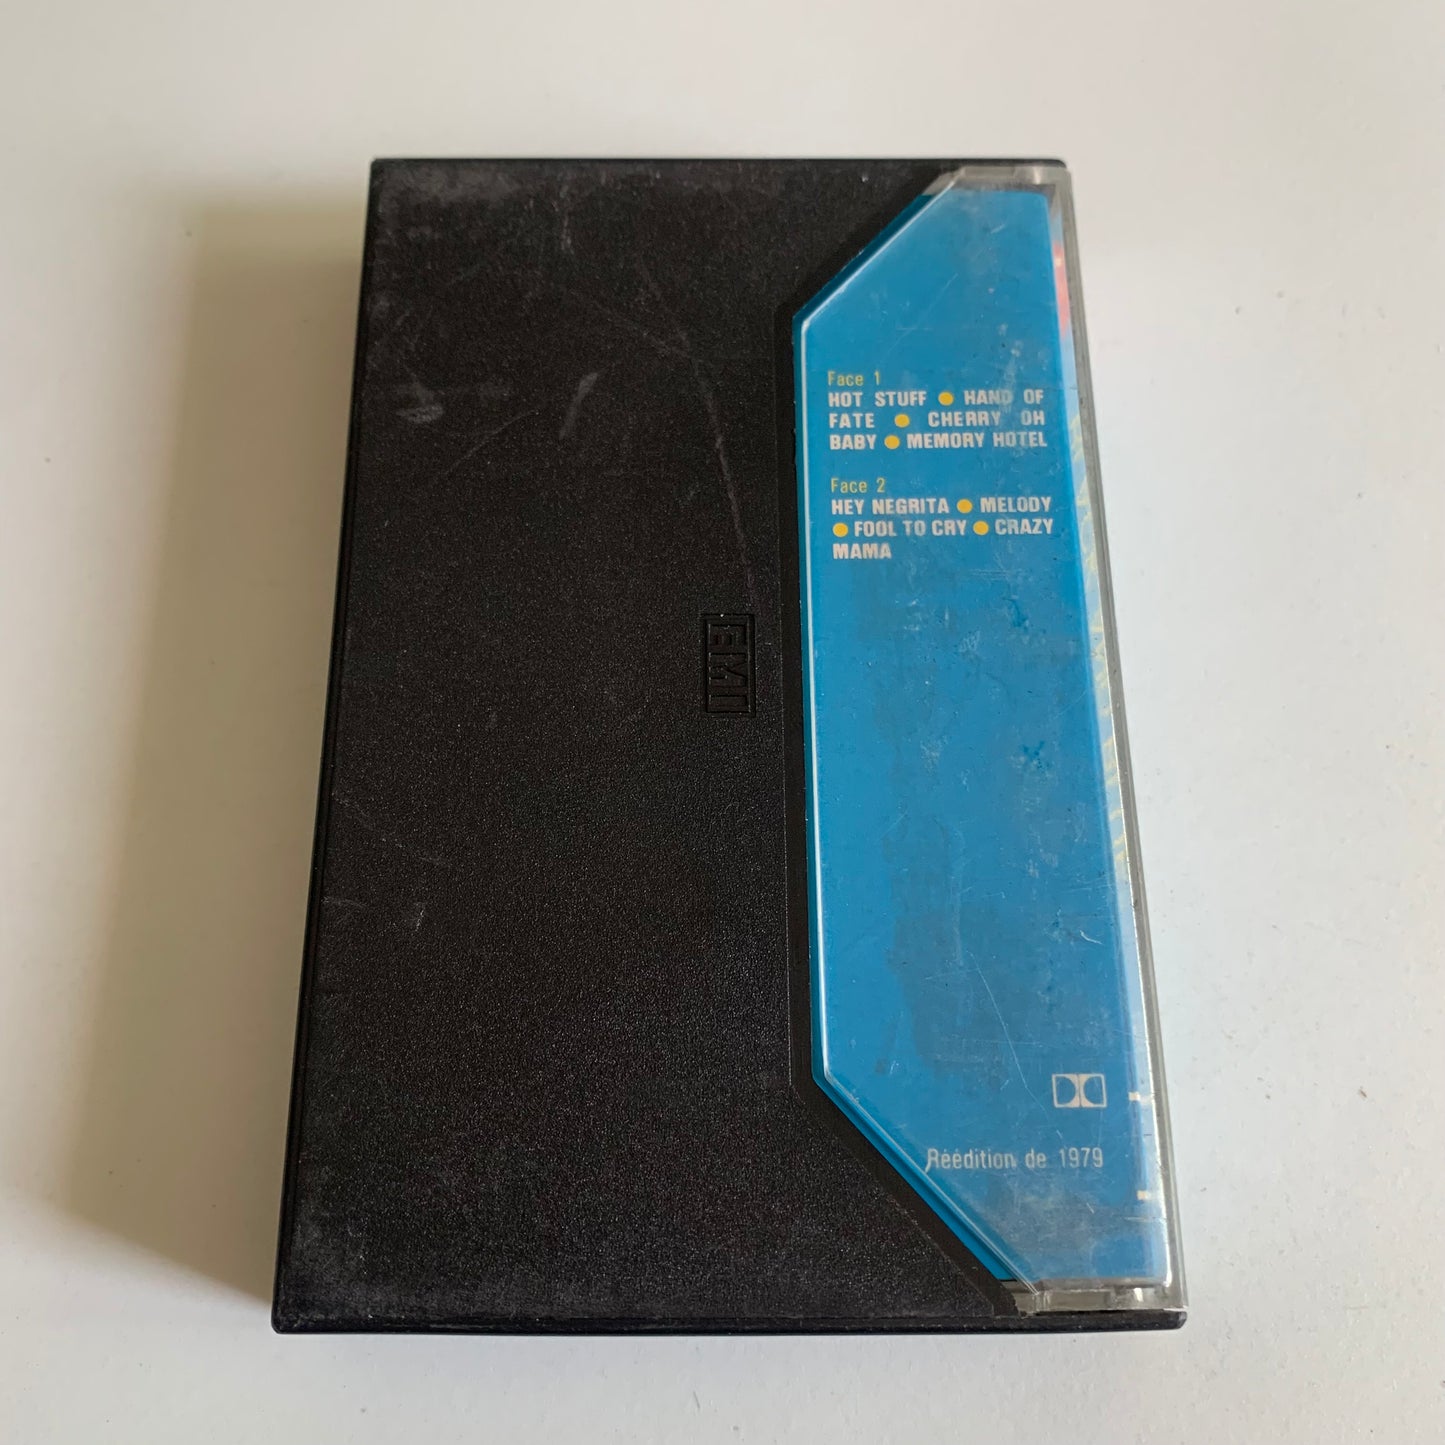 Face 1
HOT STUFF ● HAND OF
FATE ● CHERRY OH
BABY ● MEMORY HOTEL
Face 2
HEY NEGRITA ● MELODY
● FOOL TO CRY ● CRAZY
MAMA
EMI
Réédition de 1979